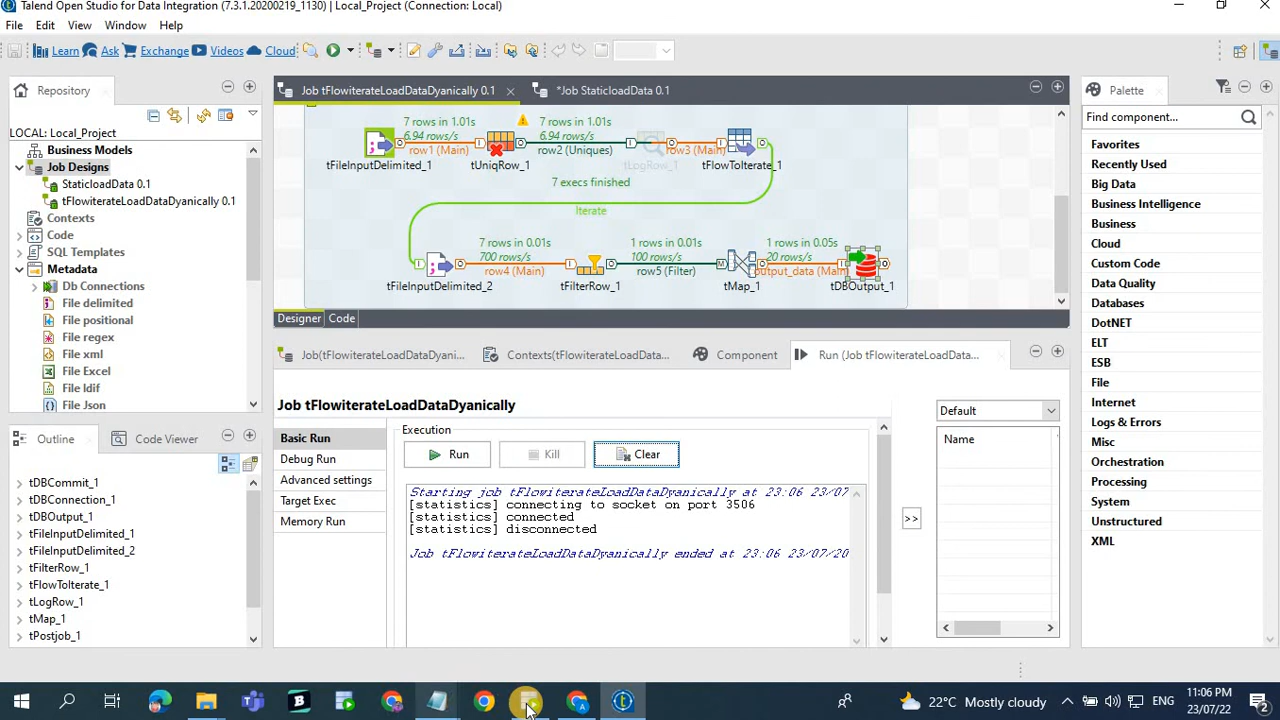 Talend Open Studio for Data Integration (7.3.1.20200219_1130) | Local_Project (Connection: Local)
File Edit View Window Help
Learn Ask Exchange Videos Cloud
Repository
LOCAL: Local_Project
Business Models
Job Designs
StaticloadData 0.1
tFlowiterateLoadDataDyanically 0.1
Contexts
Code
SQL Templates
Metadata
Db Connections
File delimited
File positional
File regex
File xml
File Excel
File ldif
File Json
Outline
Code Viewer
tDBCommit_1
tDBConnection_1
tDBOutput_1
tFileInputDelimited_1
tFileInputDelimited_2
tFilterRow_1
tFlowToIterate_1
tLogRow_1
tMap_1
tPostjob_1
Job tFlowiterateLoadDataDyanically 0.1
*Job StaticloadData 0.1
7 rows in 1.01s
7 rows in 1.01s
6.94 rows/s
6.94 rows/s
row1 (Main)
row2 (Uniques)
row3 (Main)
tFileInputDelimited_1
tUniqRow_1
tLogRow_1
tFlowToIterate_1
7 execs finished
Iterate
7 rows in 0.01s
1 rows in 0.01s
1 rows in 0.05s
700 rows/s
100 rows/s
20 rows/s
row4 (Main)
row5 (Filter)
output_data (Main)
tFileInputDelimited_2
tFilterRow_1
tMap_1
tDBOutput_1
Designer Code
Job(tFlowiterateLoadDataDyani...
Contexts(tFlowiterateLoadData...
Component
Run (Job tFlowiterateLoadData...
Job tFlowiterateLoadDataDyanically
Basic Run
Debug Run
Advanced settings
Target Exec
Memory Run
Execution
Run
Kill
Clear
Starting job tFlowiterateLoadDataDyanically at 23:06 23/07
[statistics] connecting to socket on port 3506
[statistics] connected
[statistics] disconnected
Job tFlowiterateLoadDataDyanically ended at 23:06 23/07/20
>>
Default
Name
Palette
Find component...
Favorites
Recently Used
Big Data
Business Intelligence
Business
Cloud
Custom Code
Data Quality
Databases
DotNET
ELT
ESB
File
Internet
Logs & Errors
Misc
Orchestration
Processing
System
Unstructured
XML
22°C Mostly cloudy
ENG
11:06 PM
23/07/22
2